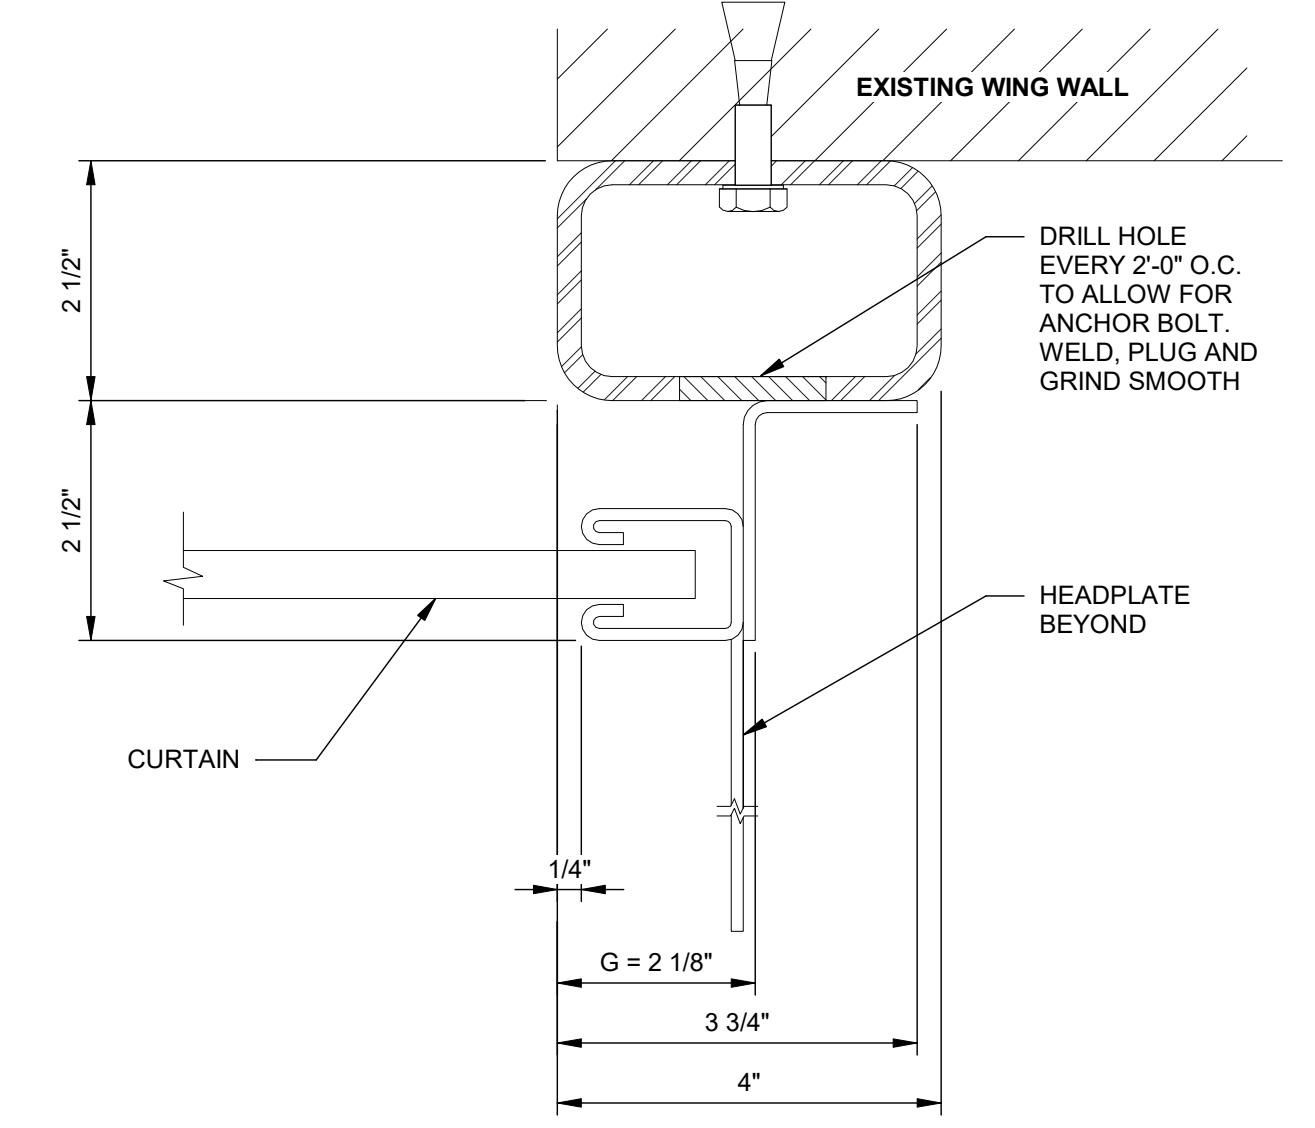 EXISTING WING WALL
2 1/2"
DRILL HOLE
EVERY 2'-0" O.C.
TO ALLOW FOR
ANCHOR BOLT.
WELD, PLUG AND
GRIND SMOOTH
2 1/2"
HEADPLATE
BEYOND
CURTAIN
1/4"
G = 2 1/8"
3 3/4"
4"